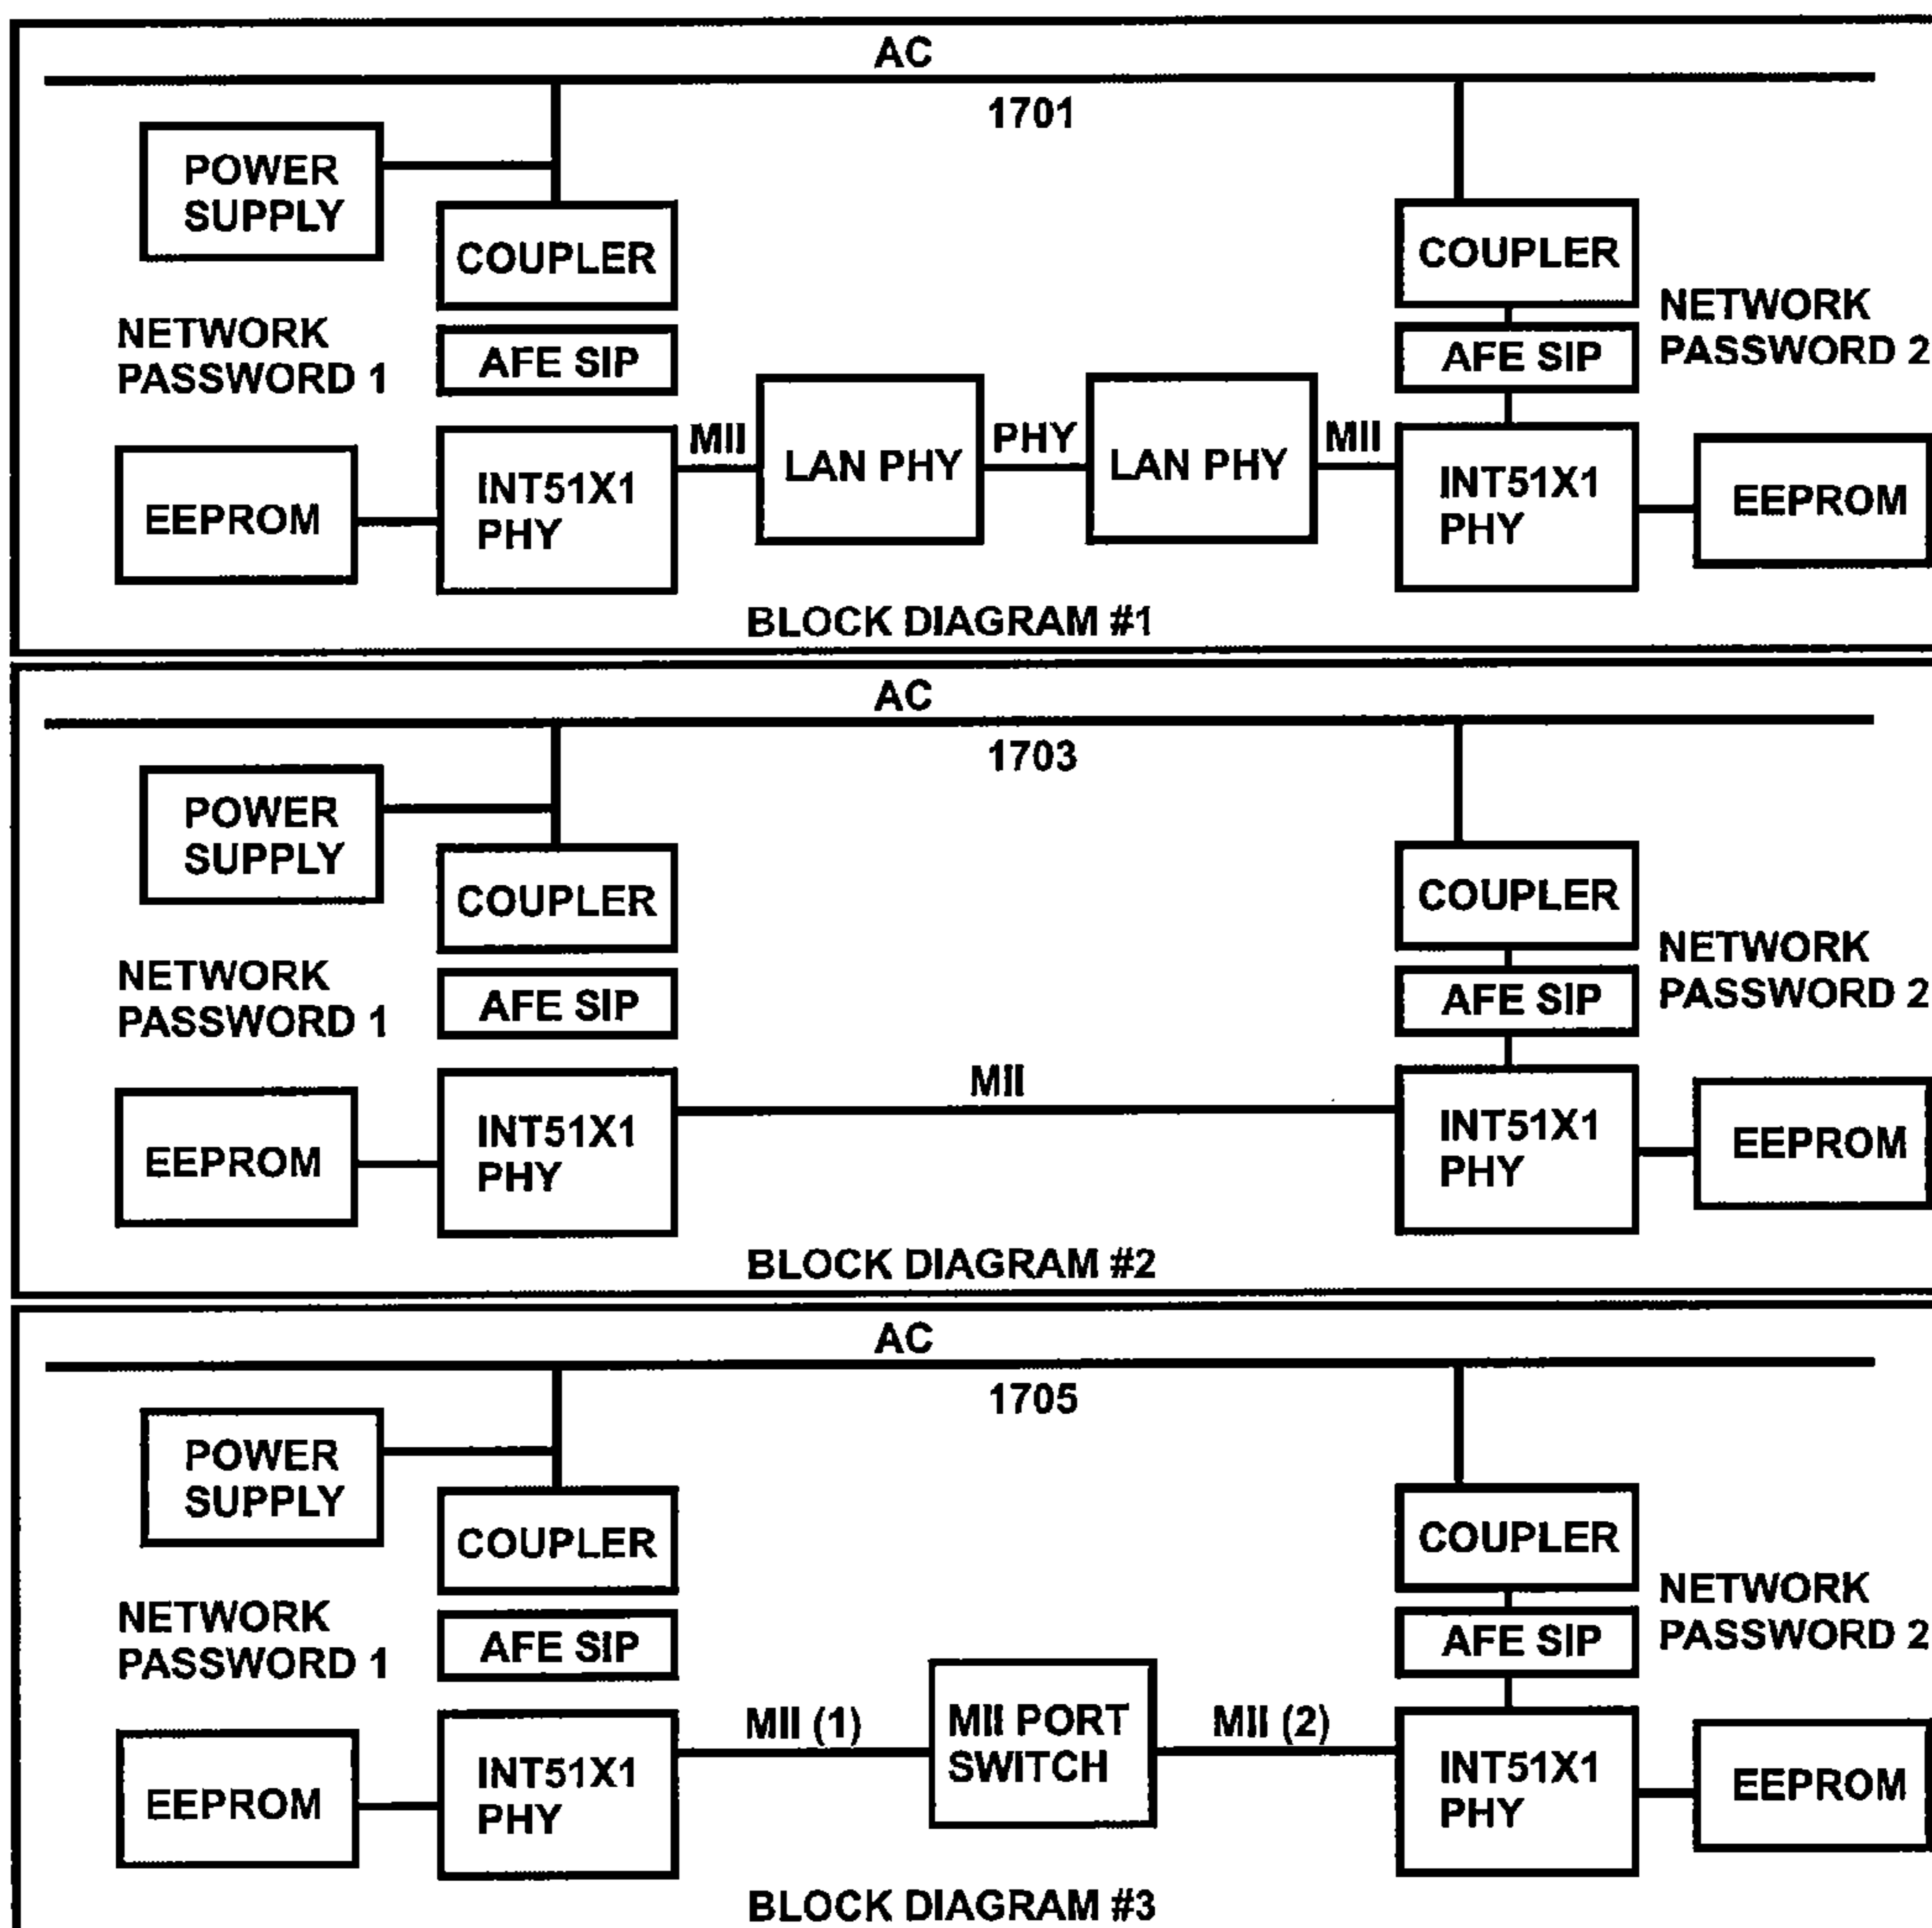 AC
1701
POWER
SUPPLY
COUPLER
COUPLER
NETWORK
PASSWORD 1
AFE SIP
NETWORK
PASSWORD 2
AFE SIP
EEPROM
INT51X1
PHY
MII
LAN PHY
PHY
LAN PHY
MII
INT51X1
PHY
EEPROM
BLOCK DIAGRAM #1
AC
1703
POWER
SUPPLY
COUPLER
COUPLER
NETWORK
PASSWORD 1
AFE SIP
NETWORK
PASSWORD 2
AFE SIP
EEPROM
INT51X1
PHY
MII
INT51X1
PHY
EEPROM
BLOCK DIAGRAM #2
AC
1705
POWER
SUPPLY
COUPLER
COUPLER
NETWORK
PASSWORD 1
AFE SIP
NETWORK
PASSWORD 2
AFE SIP
EEPROM
INT51X1
PHY
MII (1)
MII PORT
SWITCH
MII (2)
INT51X1
PHY
EEPROM
BLOCK DIAGRAM #3